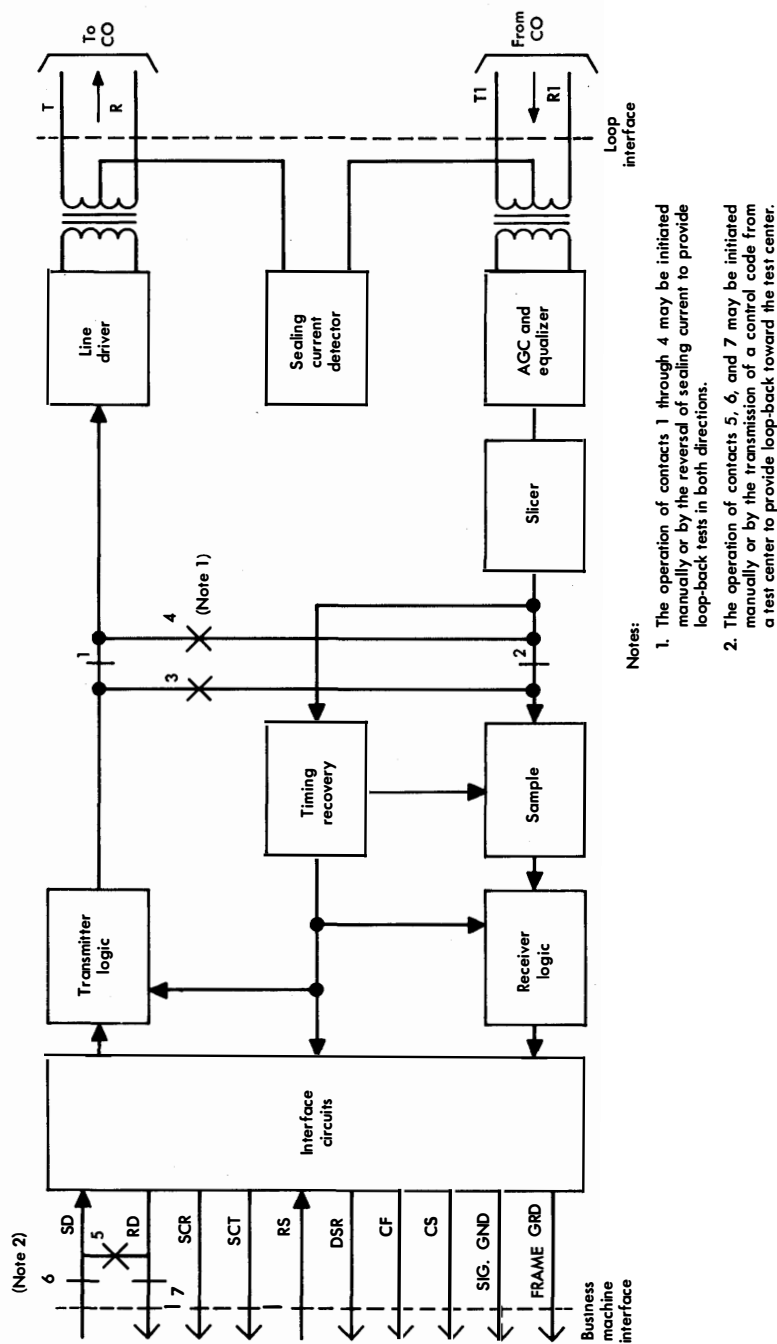 (Note 2)
6
SD
5
RD
7
SCR
SCT
RS
DSR
CF
CS
SIG. GND
FRAME GRD
Business
machine
interface
Interface
circuits
Transmitter
logic
Receiver
logic
Timing
recovery
Sample
1
3
4
(Note 1)
2
Slicer
Line
driver
Sealing
current
detector
AGC and
equalizer
T
R
To
CO
T1
R1
From
CO
Loop
interface
Notes:
1. The operation of contacts 1 through 4 may be initiated
manually or by the reversal of sealing current to provide
loop-back tests in both directions.
2. The operation of contacts 5, 6, and 7 may be initiated
manually or by the transmission of a control code from
a test center to provide loop-back toward the test center.